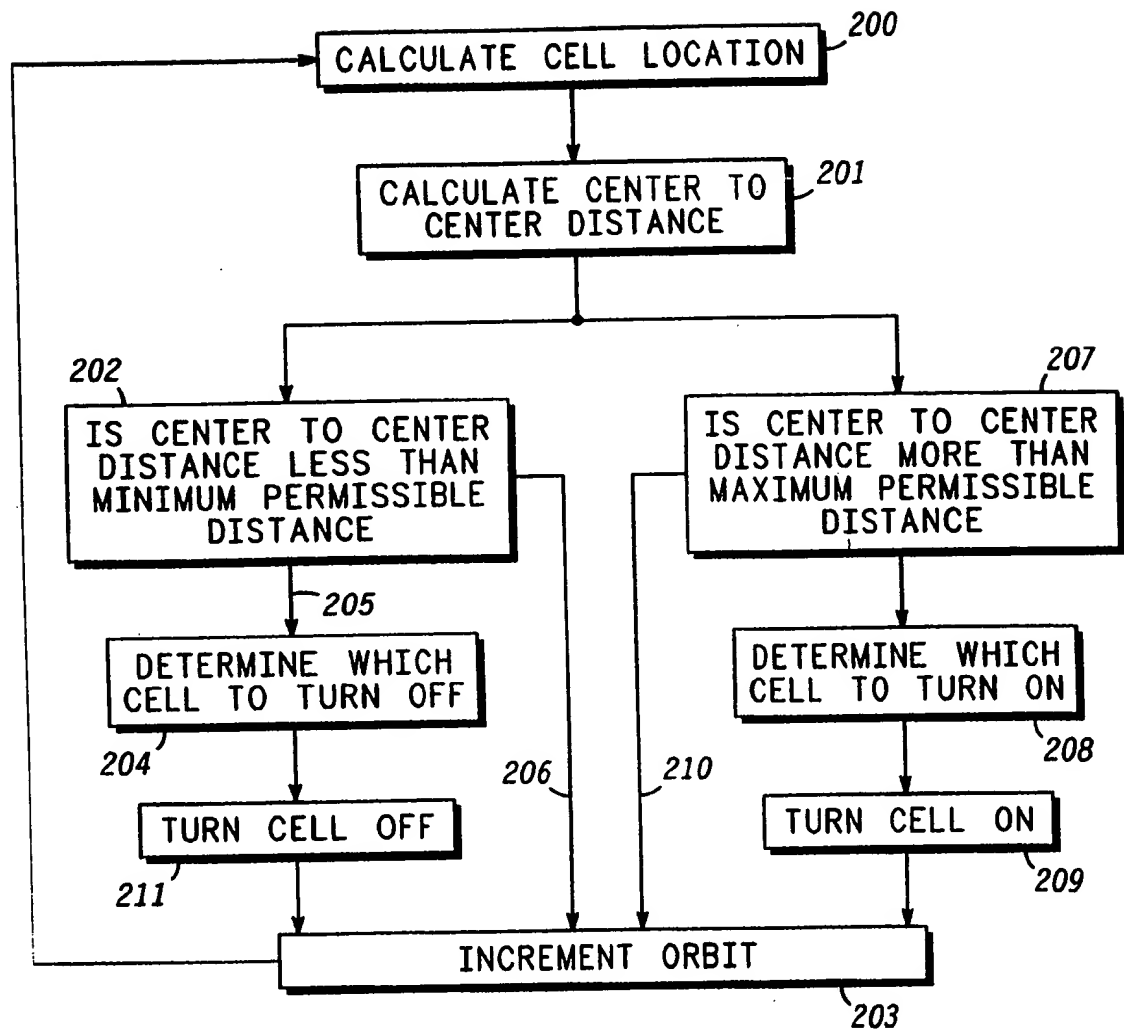 200
CALCULATE CELL LOCATION
201
CALCULATE CENTER TO
CENTER DISTANCE
202
IS CENTER TO CENTER
DISTANCE LESS THAN
MINIMUM PERMISSIBLE
DISTANCE
207
IS CENTER TO CENTER
DISTANCE MORE THAN
MAXIMUM PERMISSIBLE
DISTANCE
205
DETERMINE WHICH
CELL TO TURN OFF
204
DETERMINE WHICH
CELL TO TURN ON
208
206
210
TURN CELL OFF
211
TURN CELL ON
209
INCREMENT ORBIT
203